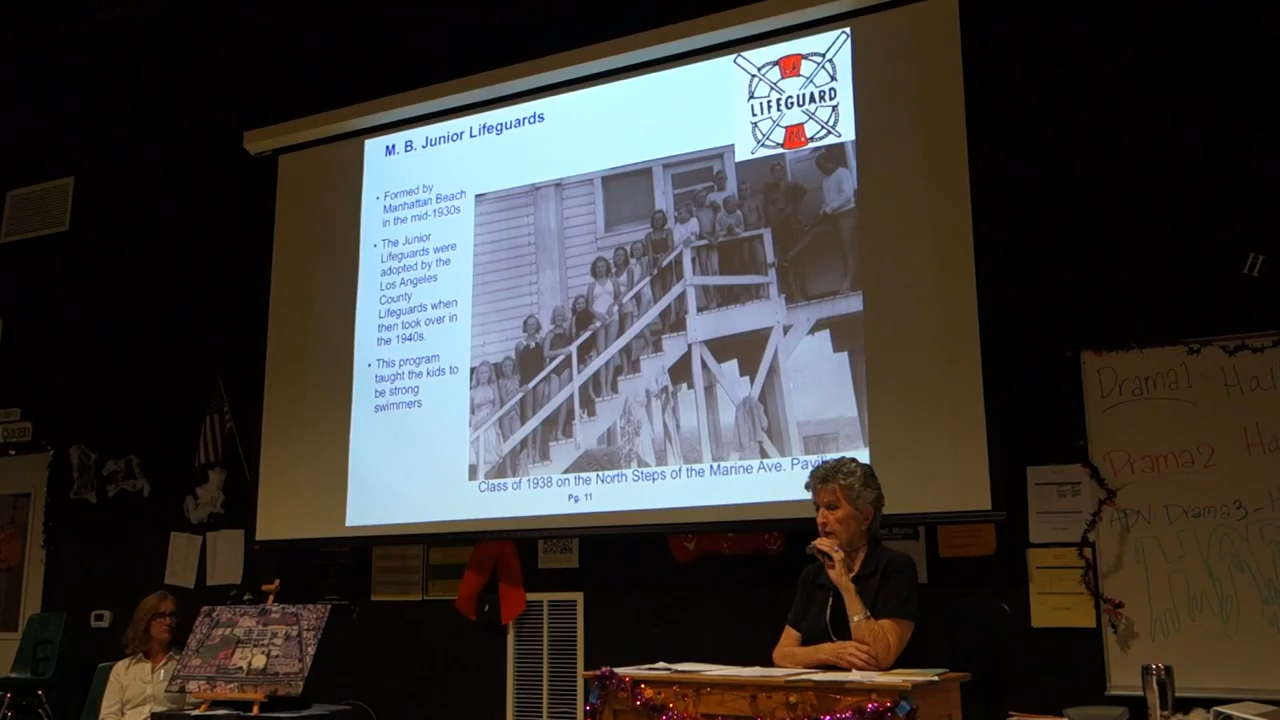 M. B. Junior Lifeguards
LIFEGUARD
• Formed by
Manhattan Beach
in the mid-1930s
• The Junior
Lifeguards were
adopted by the
Los Angeles
County
Lifeguards when
then took over in
the 1940s.
• This program
taught the kids to
be strong
swimmers
Class of 1938 on the North Steps of the Marine Ave.
Pg. 11
H
Drama1
Drama2
Drama3 -